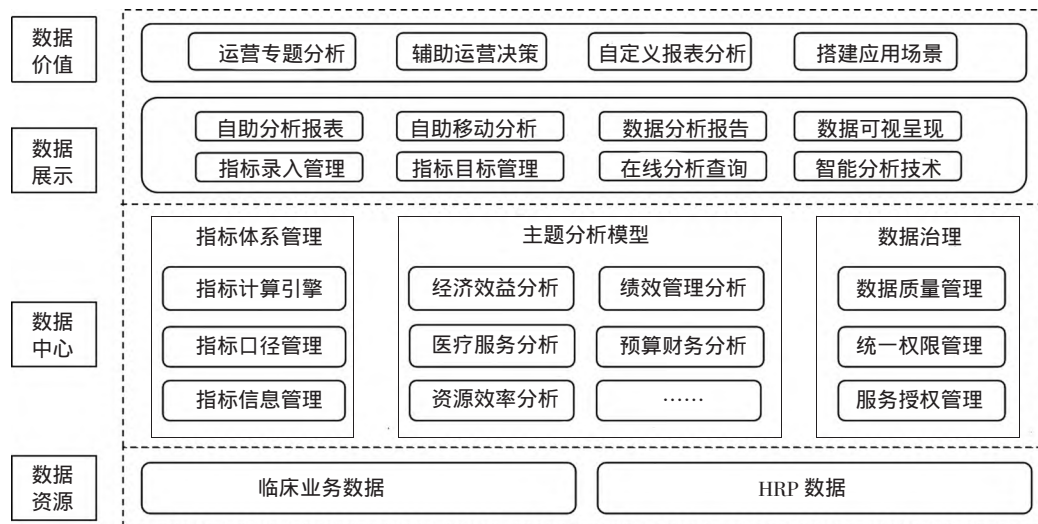 数据
价值
运营专题分析
辅助运营决策
自定义报表分析
搭建应用场景
数据
展示
自助分析报表
自助移动分析
数据分析报告
数据可视呈现
指标录入管理
指标目标管理
在线分析查询
智能分析技术
数据
中心
指标体系管理
指标计算引擎
指标口径管理
指标信息管理
主题分析模型
经济效益分析
绩效管理分析
医疗服务分析
预算财务分析
资源效率分析
……
数据治理
数据质量管理
统一权限管理
服务授权管理
数据
资源
临床业务数据
HRP 数据